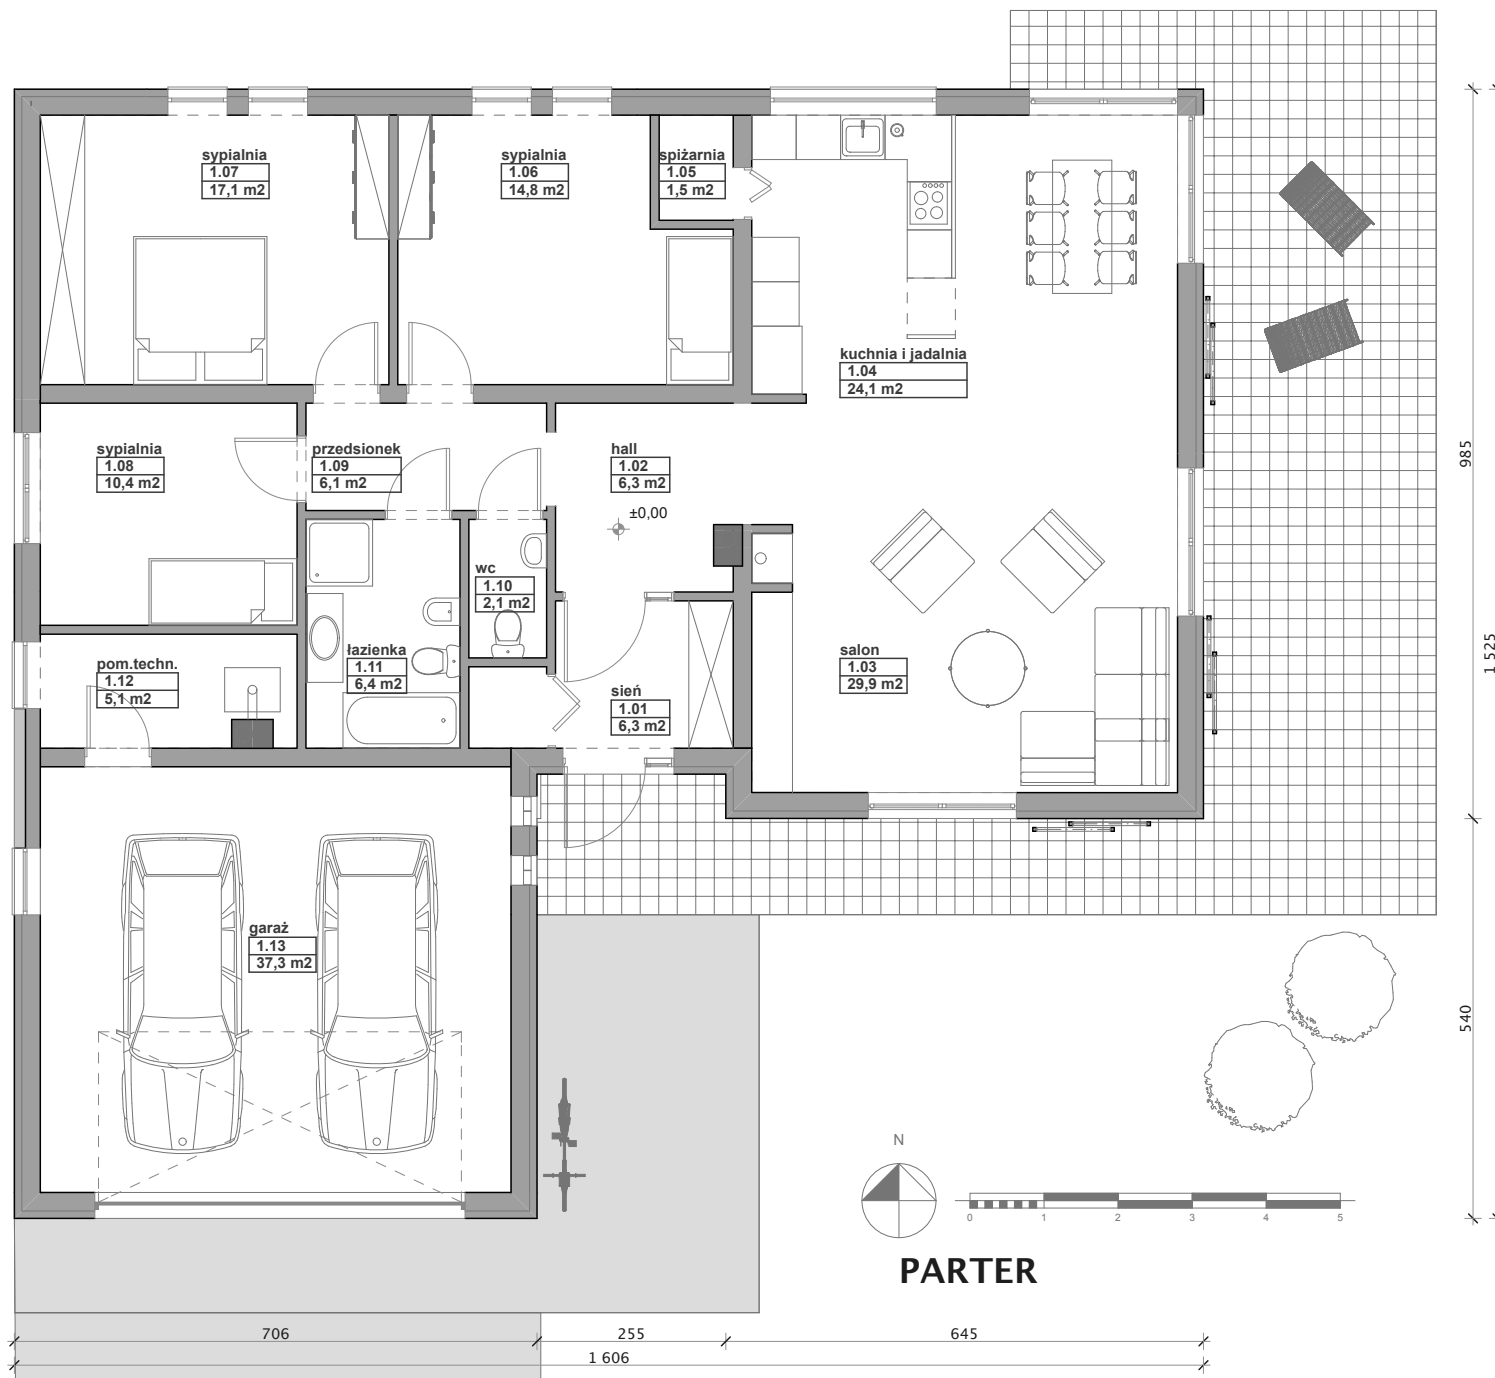 sypialnia
1.07
17,1 m2
sypialnia
1.06
14,8 m2
spiżarnia
1.05
1,5 m2
kuchnia i jadalnia
1.04
24,1 m2
sypialnia
1.08
10,4 m2
przedsionek
1.09
6,1 m2
hall
1.02
6,3 m2
±0,00
985
wc
1.10
2,1 m2
łazienka
1.11
6,4 m2
pom.techn.
1.12
5,1 m2
sień
1.01
6,3 m2
salon
1.03
29,9 m2
1 525
garaż
1.13
37,3 m2
540
N
0 1 2 3 4 5
PARTER
706 255 645
1 606